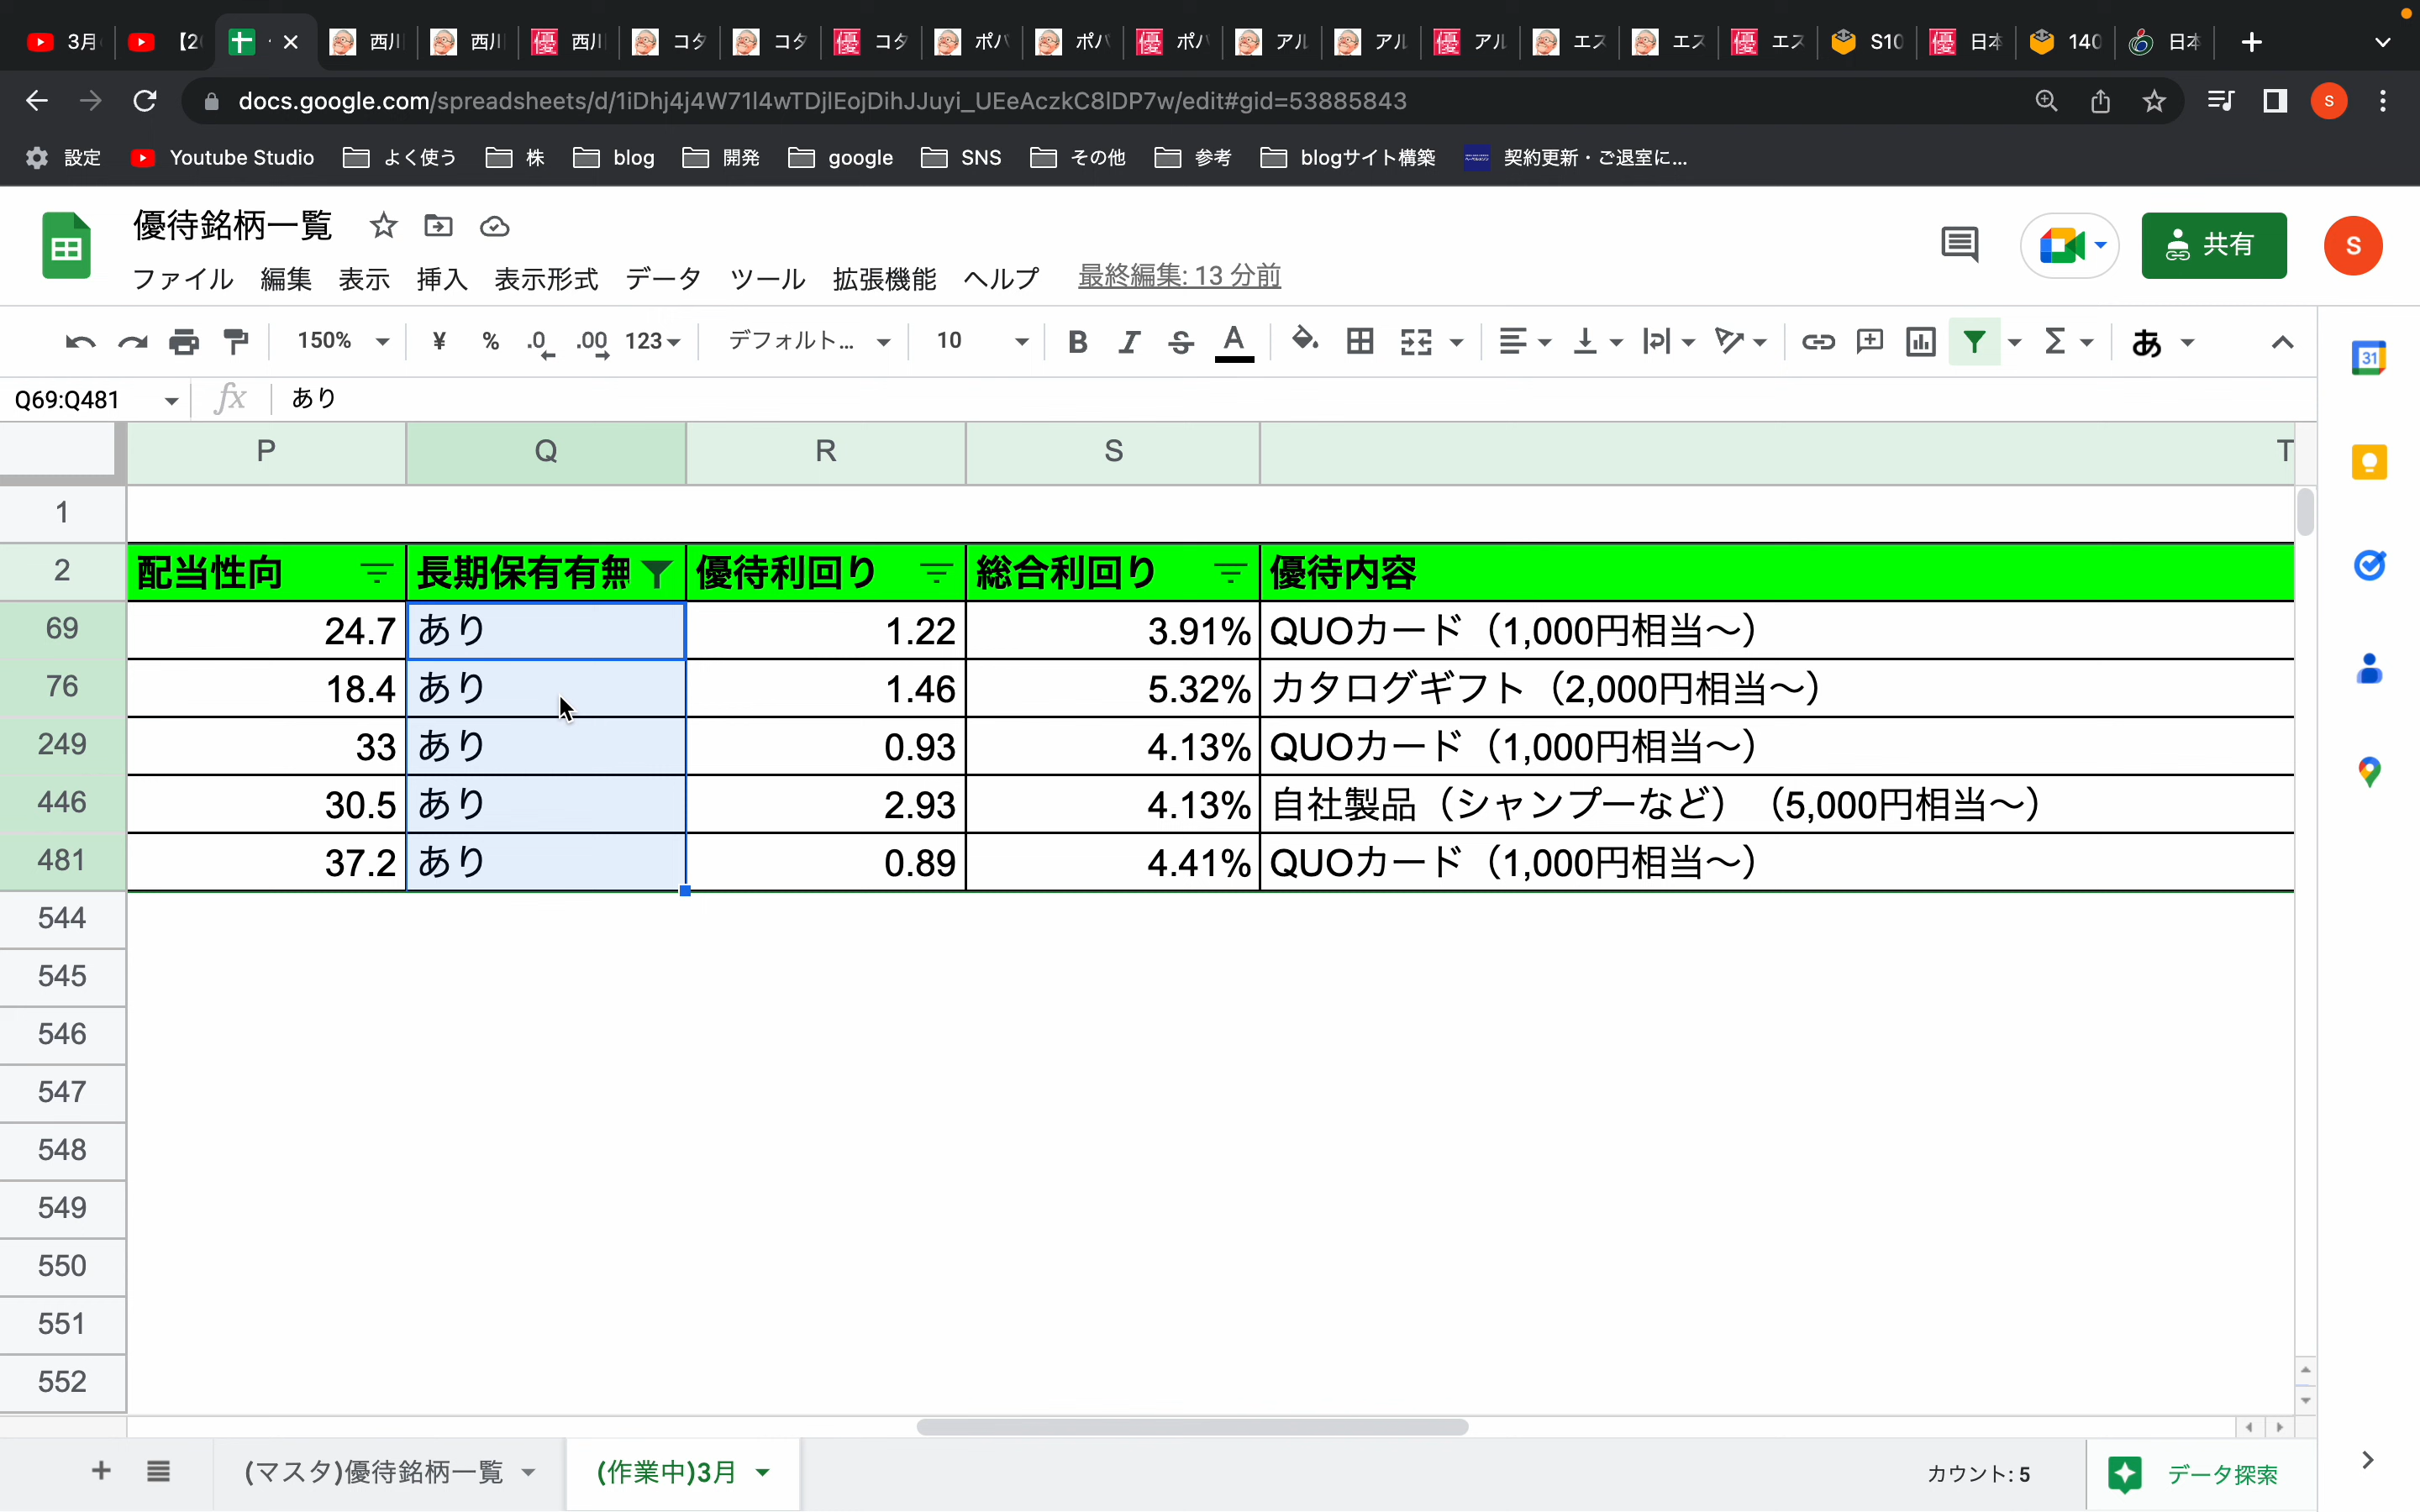 3月 【2 西川 西川 西川 コタ コタ コタ ポパ ポパ ポパ アル アル アル エス エス エス S10 日本 140 日本
docs.google.com/spreadsheets/d/1iDhj4j4W71I4wTDjlEojDihJJuyi_UEeAczkC8IDP7w/edit#gid=53885843
設定 Youtube Studio よく使う 株 blog 開発 google SNS その他 参考 blogサイト構築 契約更新・ご退室に...
優待銘柄一覧
ファイル 編集 表示 挿入 表示形式 データ ツール 拡張機能 ヘルプ 最終編集: 13 分前
共有 S
150% ¥ % .0 .00 123 デフォルト... 10 B I S A Σ あ
Q69:Q481 fx あり
P Q R S T
1
2 配当性向 長期保有有無 優待利回り 総合利回り 優待内容
69 24.7 あり 1.22 3.91% QUOカード（1,000円相当〜）
76 18.4 あり 1.46 5.32% カタログギフト（2,000円相当〜）
249 33 あり 0.93 4.13% QUOカード（1,000円相当〜）
446 30.5 あり 2.93 4.13% 自社製品（シャンプーなど）（5,000円相当〜）
481 37.2 あり 0.89 4.41% QUOカード（1,000円相当〜）
544
545
546
547
548
549
550
551
552
(マスタ)優待銘柄一覧 (作業中)3月 カウント: 5 データ探索